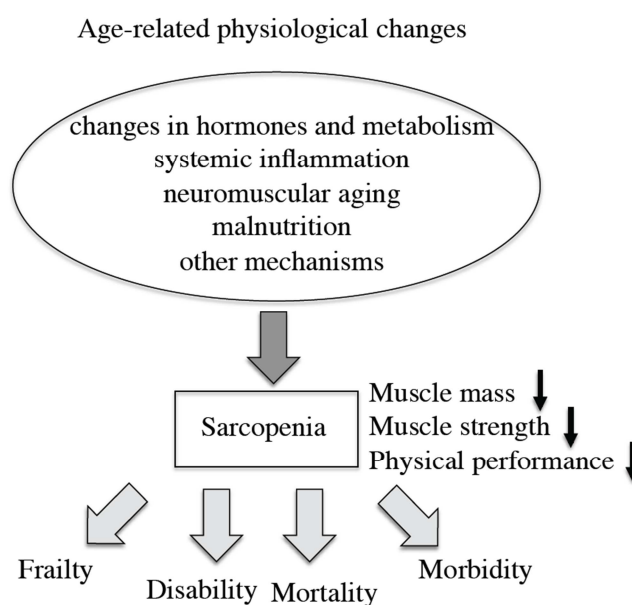 Age-related physiological changes
changes in hormones and metabolism
systemic inflammation
neuromuscular aging
malnutrition
other mechanisms
Sarcopenia
Muscle mass
Muscle strength
Physical performance
Frailty
Disability
Mortality
Morbidity